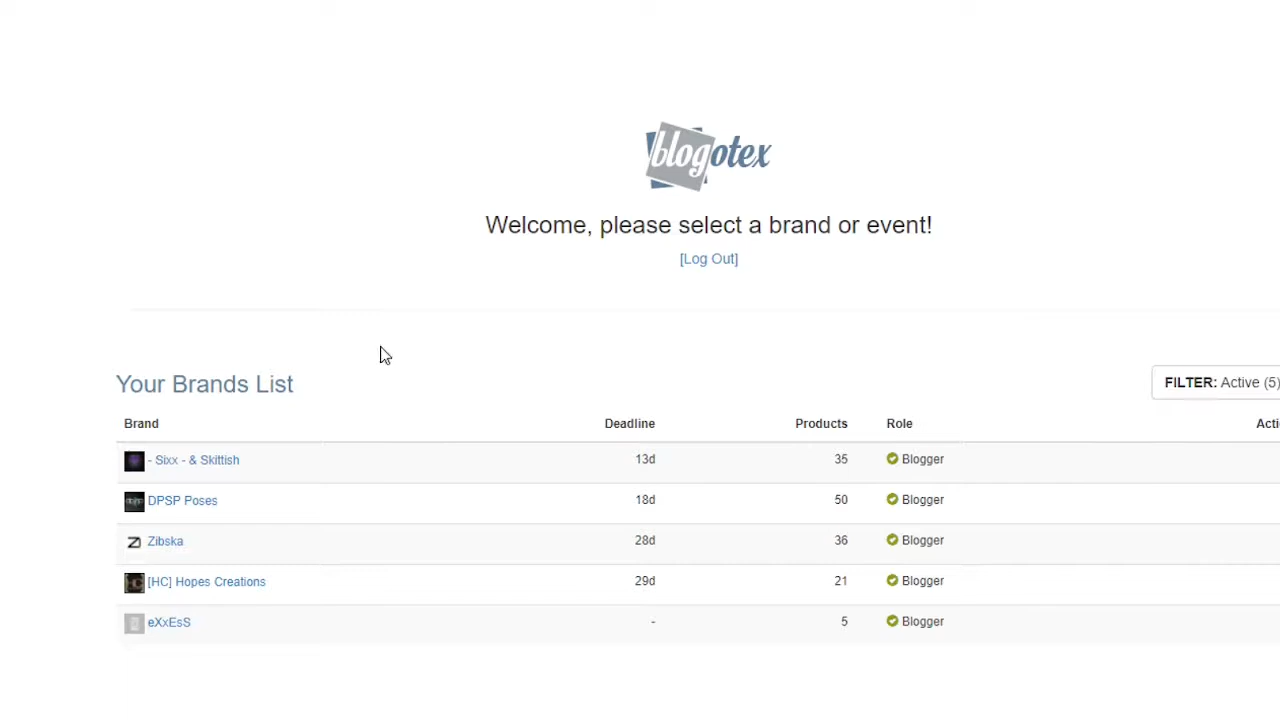 blogotex
Welcome, please select a brand or event!
[Log Out]
Your Brands List
FILTER: Active (5)
Brand Deadline Products Role Acti
- Sixx - & Skittish 13d 35 Blogger
DPSP Poses 18d 50 Blogger
Zibska 28d 36 Blogger
[HC] Hopes Creations 29d 21 Blogger
eXxEsS - 5 Blogger